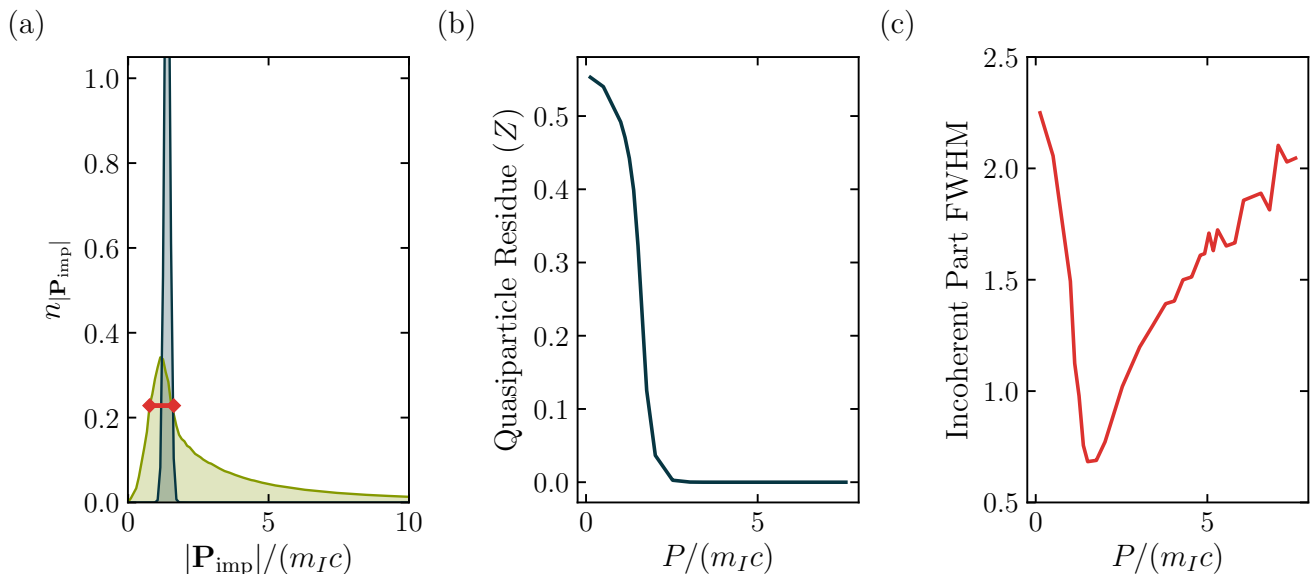 (a)
n|P_imp|
1.0
0.8
0.6
0.4
0.2
0.0
0
5
10
|P_imp|/(m_I c)
(b)
Quasiparticle Residue (Z)
0.5
0.4
0.3
0.2
0.1
0.0
0
5
P/(m_I c)
(c)
Incoherent Part FWHM
2.5
2.0
1.5
1.0
0.5
0
5
P/(m_I c)